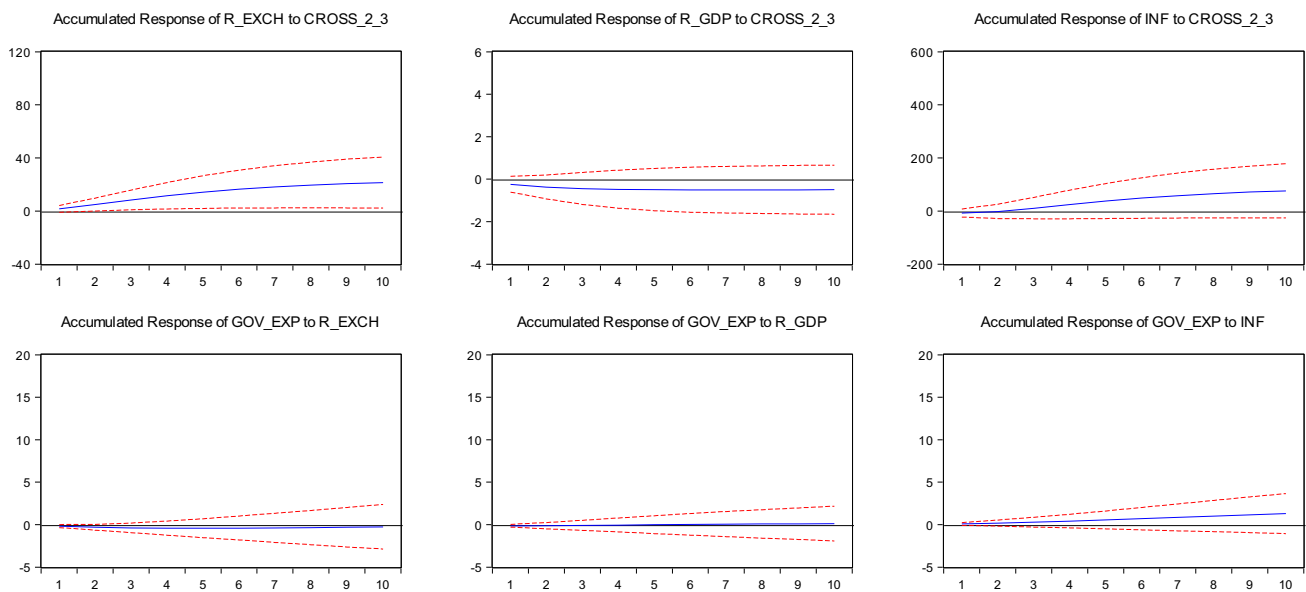 Accumulated Response of R_EXCH to CROSS_2_3
120
80
40
0
-40
1 2 3 4 5 6 7 8 9 10
Accumulated Response of R_GDP to CROSS_2_3
6
4
2
0
-2
-4
1 2 3 4 5 6 7 8 9 10
Accumulated Response of INF to CROSS_2_3
600
400
200
0
-200
1 2 3 4 5 6 7 8 9 10
Accumulated Response of GOV_EXP to R_EXCH
20
15
10
5
0
-5
1 2 3 4 5 6 7 8 9 10
Accumulated Response of GOV_EXP to R_GDP
20
15
10
5
0
-5
1 2 3 4 5 6 7 8 9 10
Accumulated Response of GOV_EXP to INF
20
15
10
5
0
-5
1 2 3 4 5 6 7 8 9 10